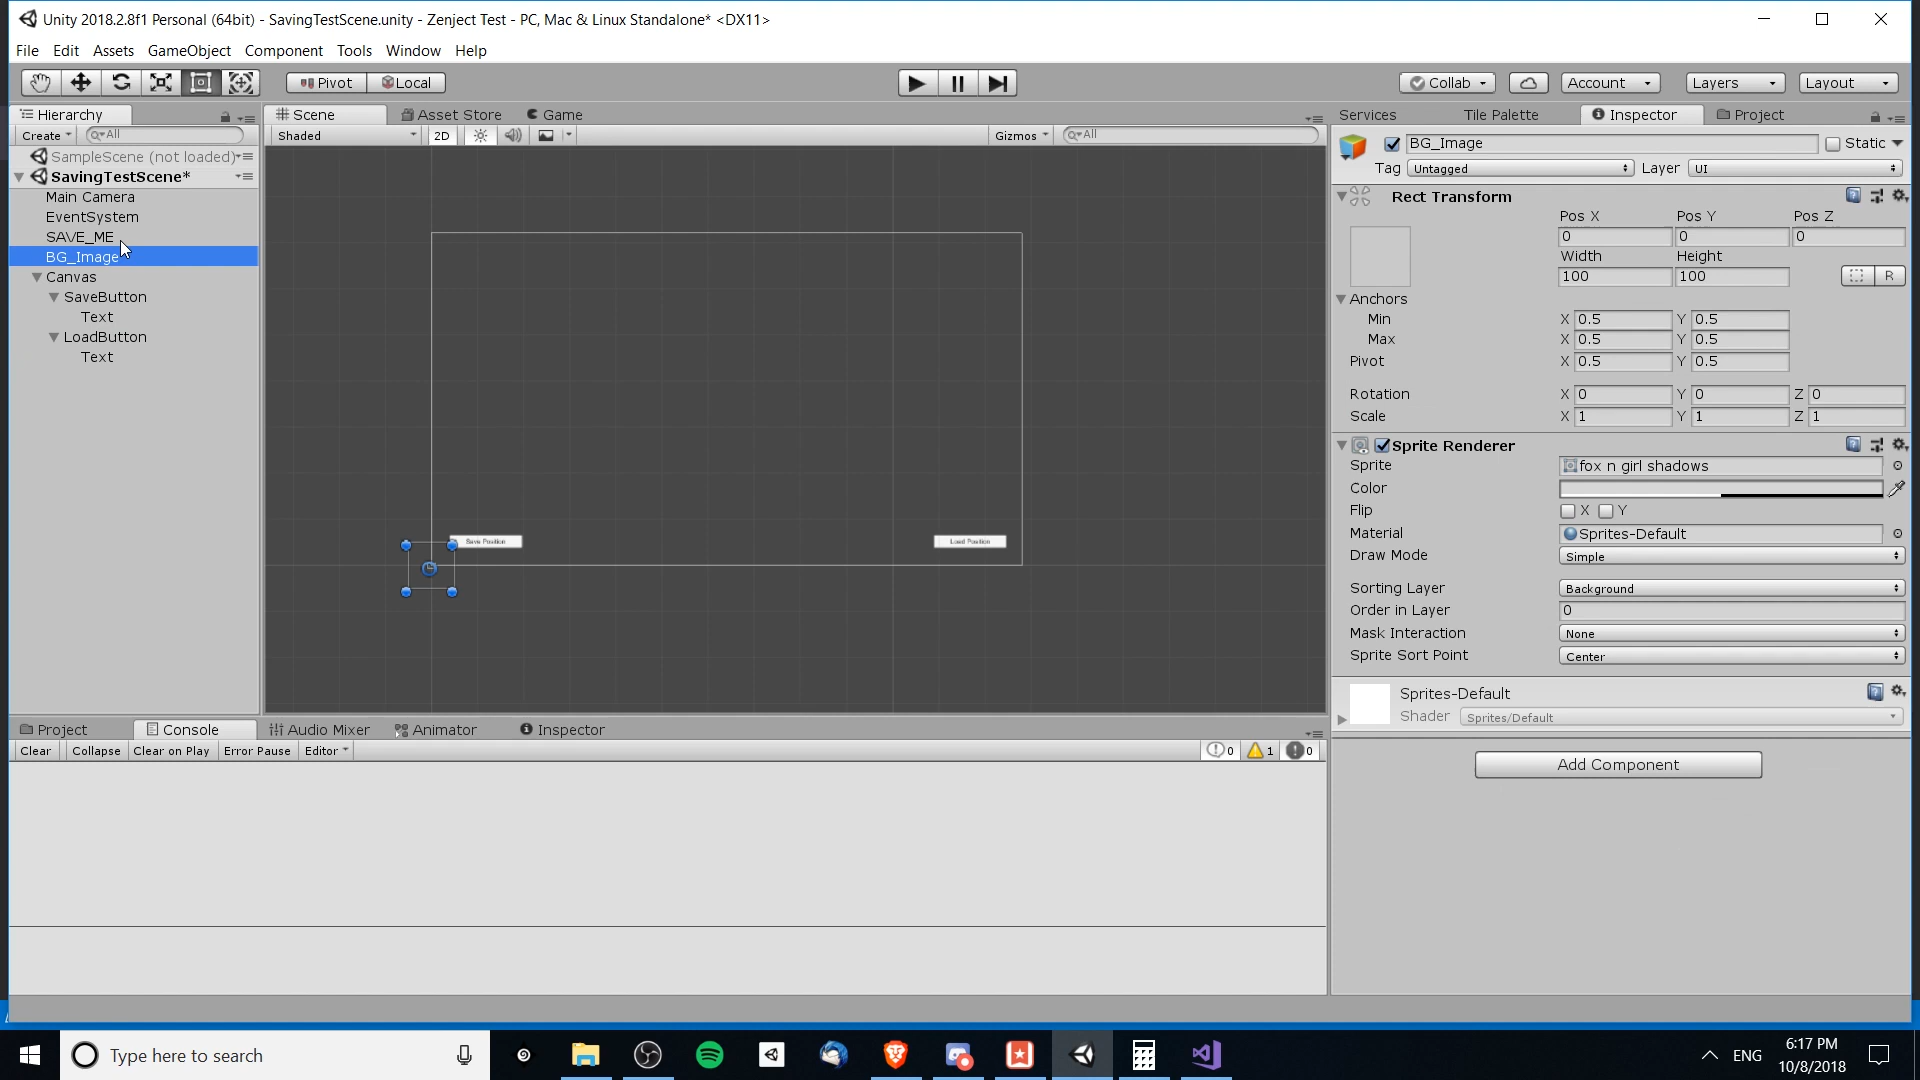 Unity 2018.2.8f1 Personal (64bit) - SavingTestScene.unity - Zenject Test - PC, Mac & Linux Standalone* <DX11>
File Edit Assets GameObject Component Tools Window Help
Pivot Local Collab Account Layers Layout
Hierarchy
Create All
SampleScene (not loaded)
SavingTestScene*
Main Camera
EventSystem
SAVE_ME
BG_Image
Canvas
SaveButton
Text
LoadButton
Text
Scene Asset Store Game
Shaded 2D Gizmos All
Save Position
Load Position
Services Tile Palette Inspector Project
BG_Image Static
Tag Untagged Layer UI
Rect Transform
Pos X Pos Y Pos Z
0 0 0
Width Height
100 100 R
Anchors
Min X 0.5 Y 0.5
Max X 0.5 Y 0.5
Pivot X 0.5 Y 0.5
Rotation X 0 Y 0 Z 0
Scale X 1 Y 1 Z 1
Sprite Renderer
Sprite fox n girl shadows
Color
Flip X Y
Material Sprites-Default
Draw Mode Simple
Sorting Layer Background
Order in Layer 0
Mask Interaction None
Sprite Sort Point Center
Sprites-Default
Shader Sprites/Default
Add Component
Project Console Audio Mixer Animator Inspector
Clear Collapse Clear on Play Error Pause Editor 0 1 0
Type here to search
ENG
6:17 PM
10/8/2018